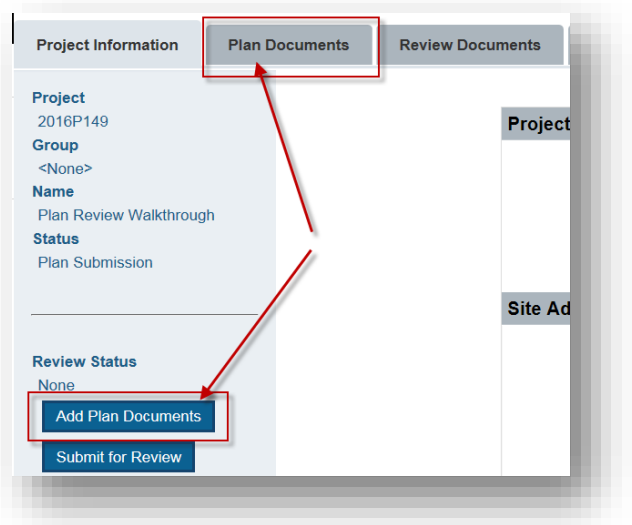 Project Information
Plan Documents
Review Documents
Project
2016P149
Group
<None>
Name
Plan Review Walkthrough
Status
Plan Submission
Review Status
None
Add Plan Documents
Submit for Review
Project
Site Ad